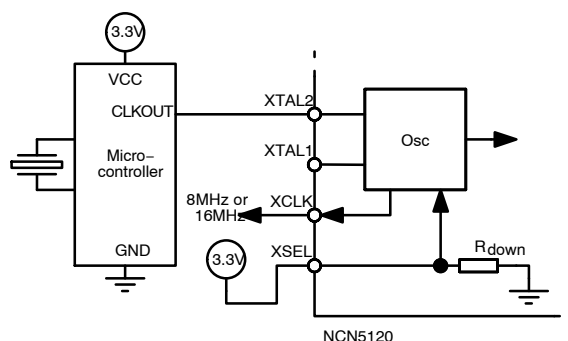 3.3V
VCC
CLKOUT
Micro-
controller
GND
XTAL2
XTAL1
Osc
8MHz or
16MHz
XCLK
XSEL
3.3V
Rdown
NCN5120